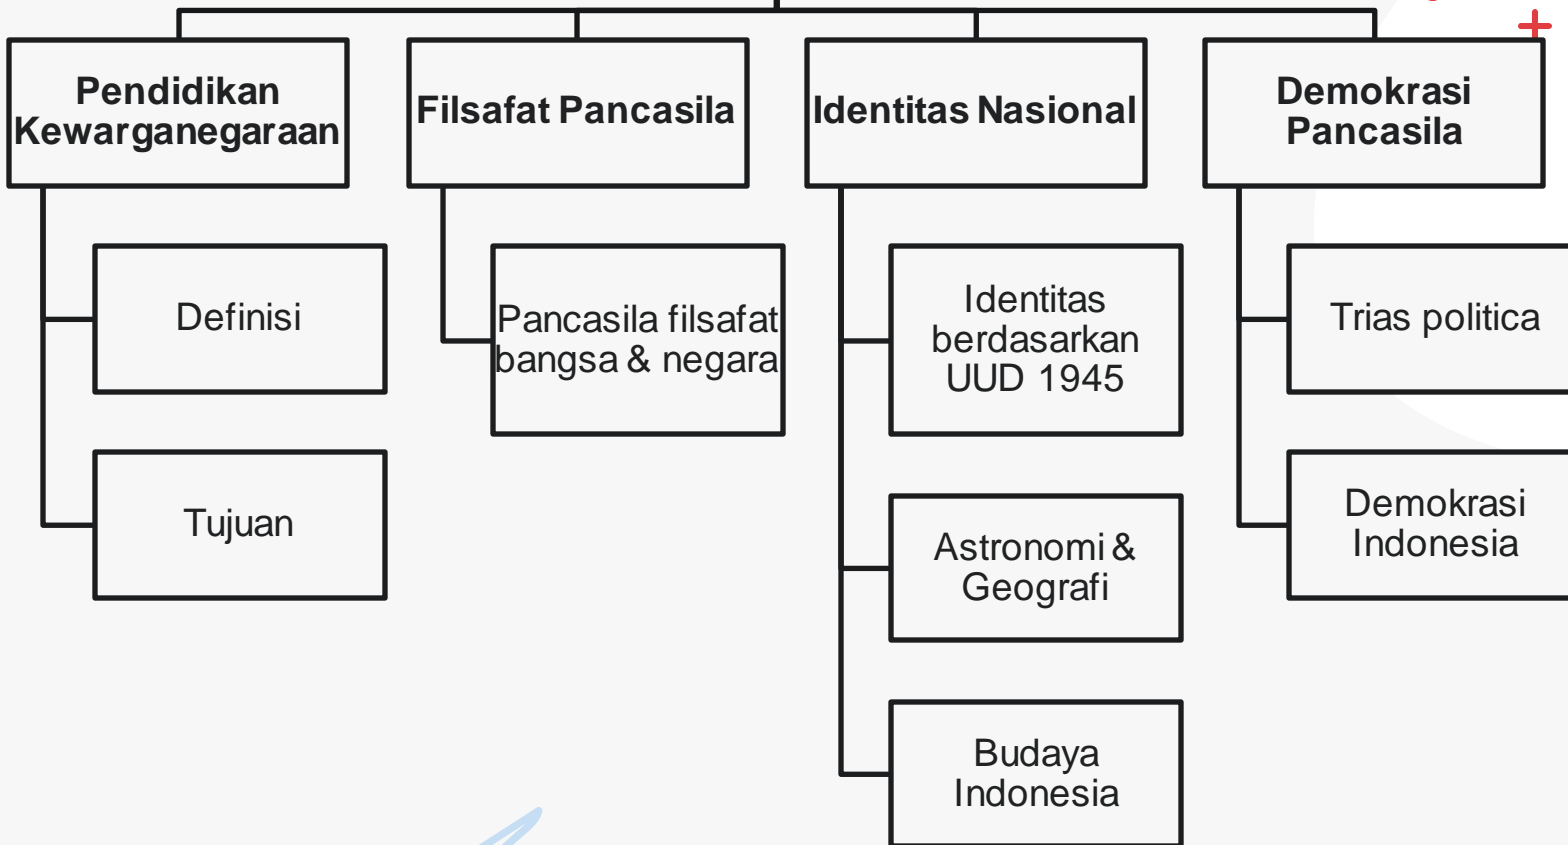 Pendidikan
Kewarganegaraan
Definisi
Tujuan
Filsafat Pancasila
Pancasila filsafat
bangsa & negara
Identitas Nasional
Identitas
berdasarkan
UUD 1945
Astronomi &
Geografi
Budaya
Indonesia
Demokrasi
Pancasila
Trias politica
Demokrasi
Indonesia